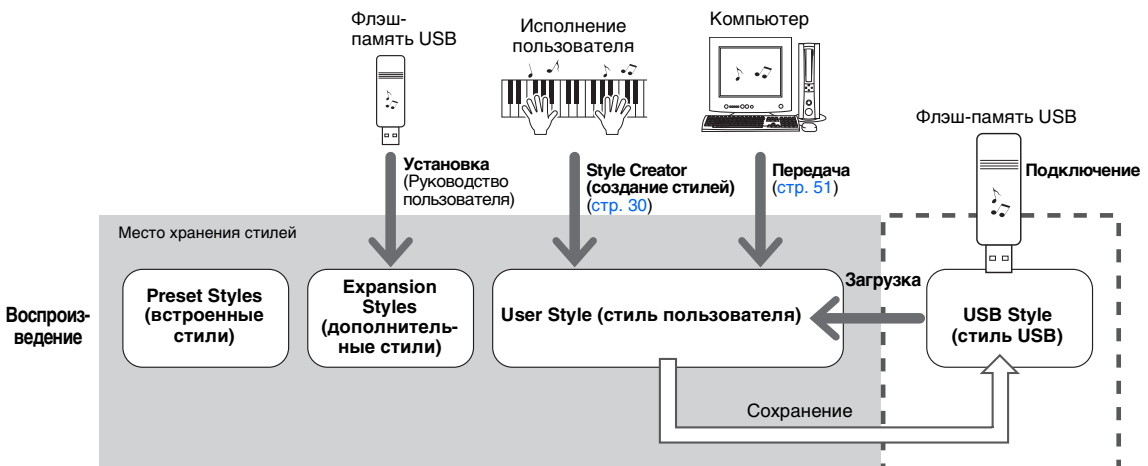 Флэш-
память USB
Исполнение
пользователя
Компьютер
Флэш-память USB
Установка
(Руководство
пользователя)
Style Creator
(создание стилей)
(стр. 30)
Передача
(стр. 51)
Подключение
Место хранения стилей
Воспроиз-
ведение
Preset Styles
(встроенные
стили)
Expansion
Styles
(дополнитель-
ные стили)
User Style (стиль пользователя)
Загрузка
USB Style
(стиль USB)
Сохранение